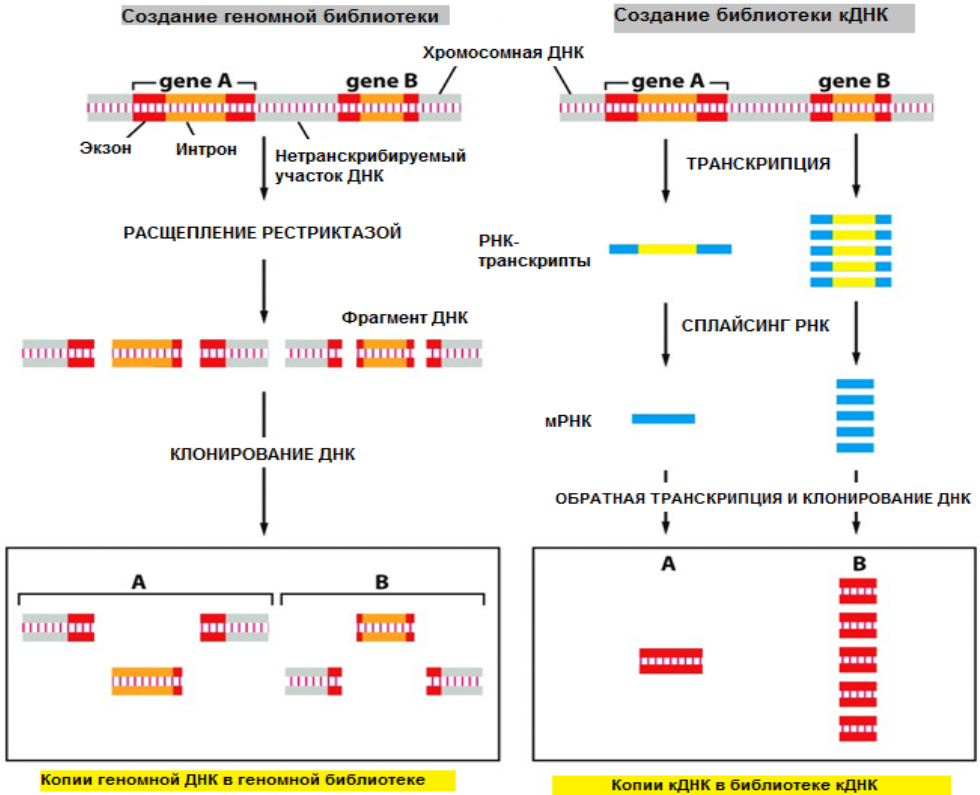 Создание геномной библиотеки
Создание библиотеки кДНК
Хромосомная ДНК
gene A
gene B
gene A
gene B
Экзон
Интрон
Нетранскрибируемый
участок ДНК
ТРАНСКРИПЦИЯ
РАСЩЕПЛЕНИЕ РЕСТРИКТАЗОЙ
РНК-
транскрипты
Фрагмент ДНК
СПЛАЙСИНГ РНК
мРНК
КЛОНИРОВАНИЕ ДНК
ОБРАТНАЯ ТРАНСКРИПЦИЯ И КЛОНИРОВАНИЕ ДНК
A
B
A
B
Копии геномной ДНК в геномной библиотеке
Копии кДНК в библиотеке кДНК